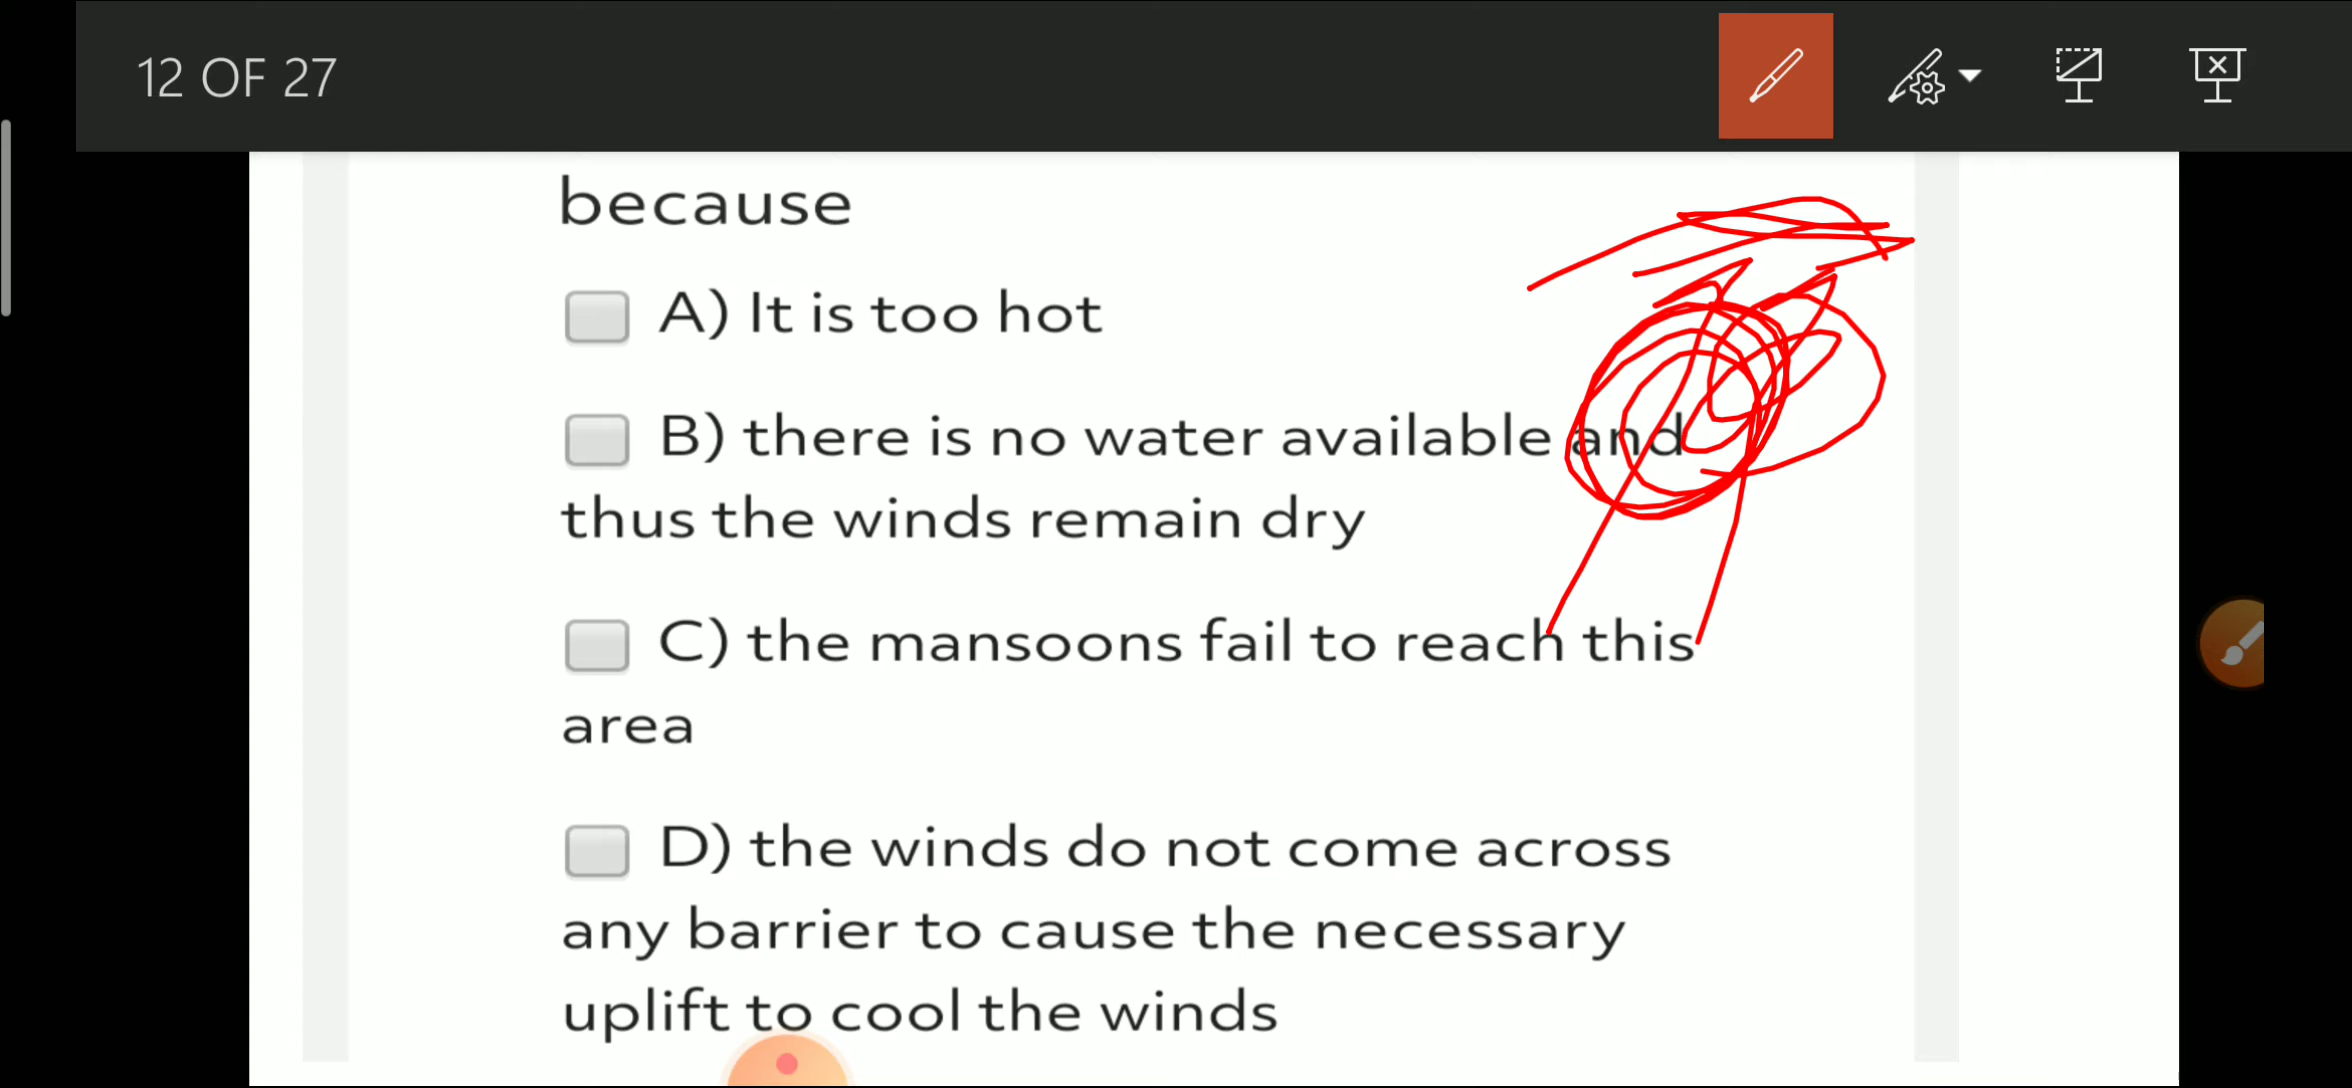 12 OF 27
because
A) It is too hot
B) there is no water available and
thus the winds remain dry
C) the mansoons fail to reach this
area
D) the winds do not come across
any barrier to cause the necessary
uplift to cool the winds